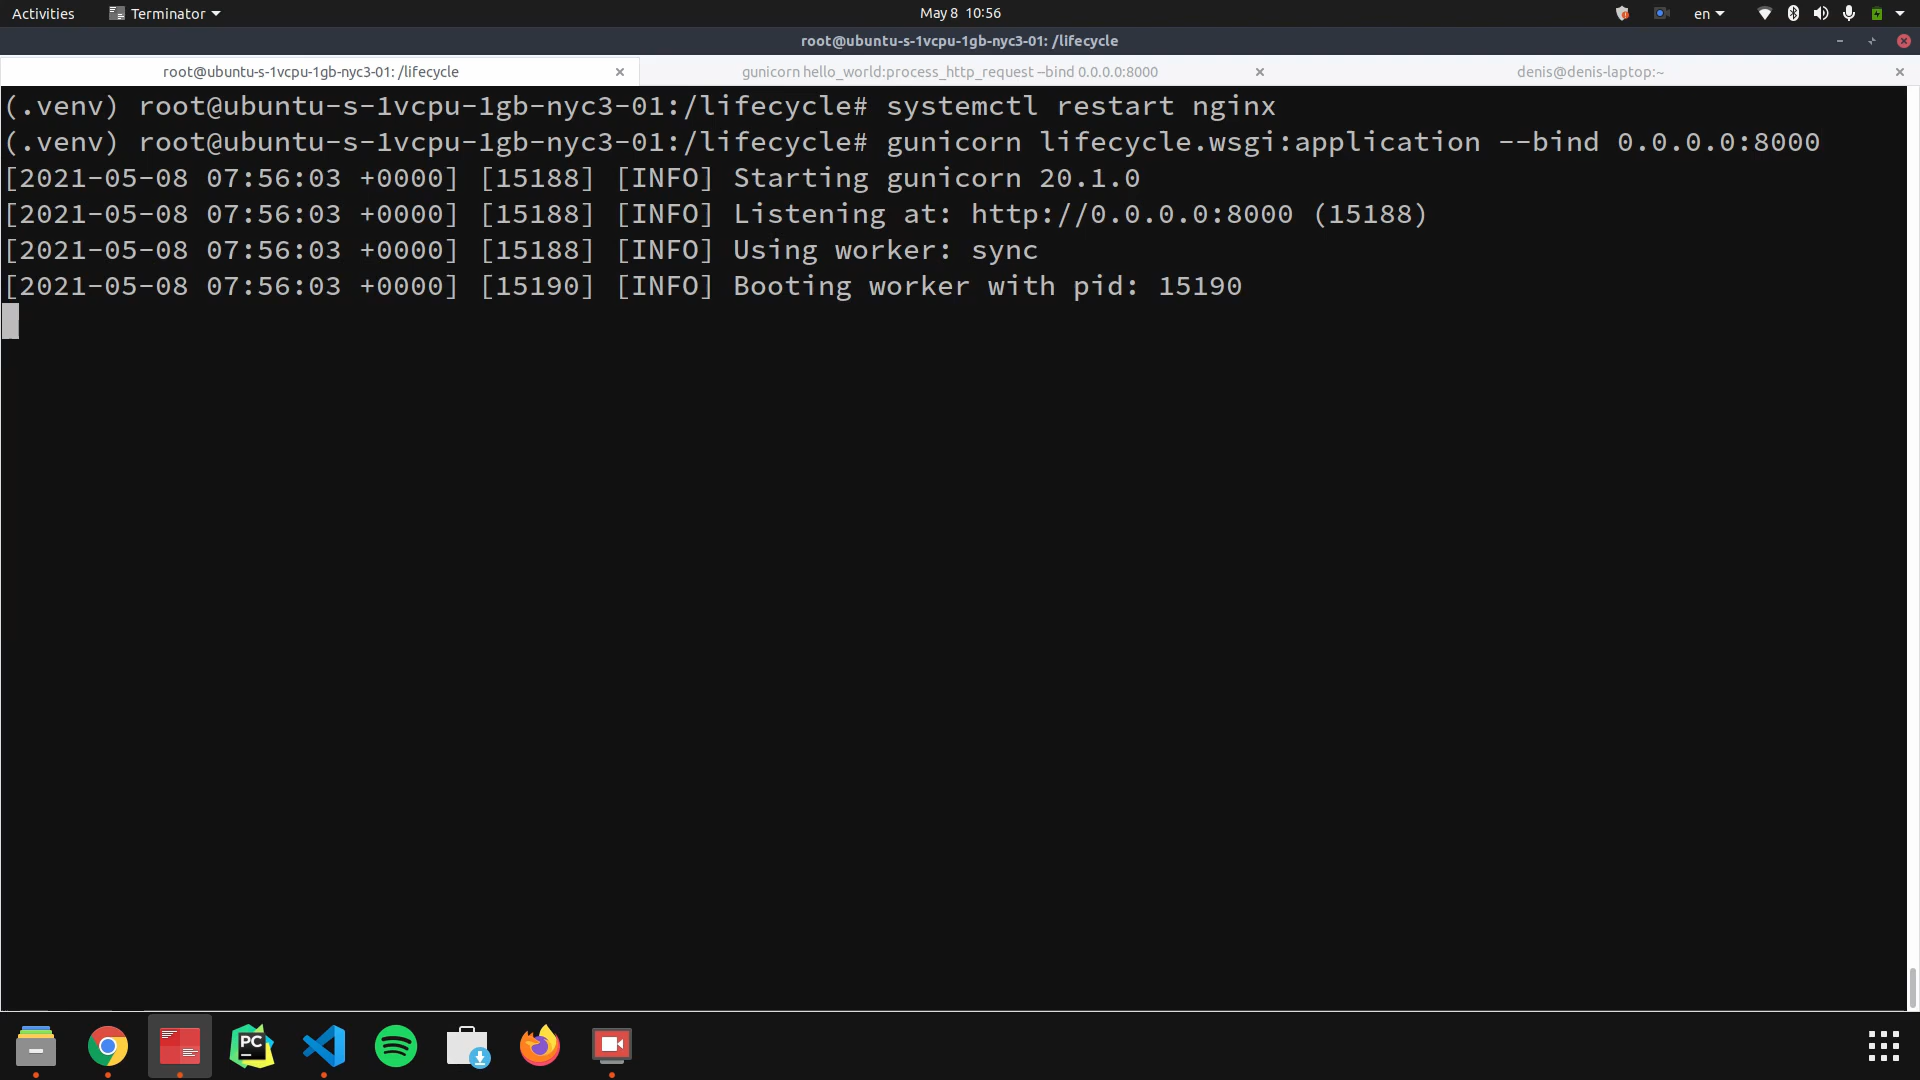 Activities Terminator May 8 10:56 en
root@ubuntu-s-1vcpu-1gb-nyc3-01: /lifecycle
root@ubuntu-s-1vcpu-1gb-nyc3-01: /lifecycle gunicorn hello_world:process_http_request --bind 0.0.0.0:8000 denis@denis-laptop:~
(.venv) root@ubuntu-s-1vcpu-1gb-nyc3-01:/lifecycle# systemctl restart nginx
(.venv) root@ubuntu-s-1vcpu-1gb-nyc3-01:/lifecycle# gunicorn lifecycle.wsgi:application --bind 0.0.0.0:8000
[2021-05-08 07:56:03 +0000] [15188] [INFO] Starting gunicorn 20.1.0
[2021-05-08 07:56:03 +0000] [15188] [INFO] Listening at: http://0.0.0.0:8000 (15188)
[2021-05-08 07:56:03 +0000] [15188] [INFO] Using worker: sync
[2021-05-08 07:56:03 +0000] [15190] [INFO] Booting worker with pid: 15190
PC